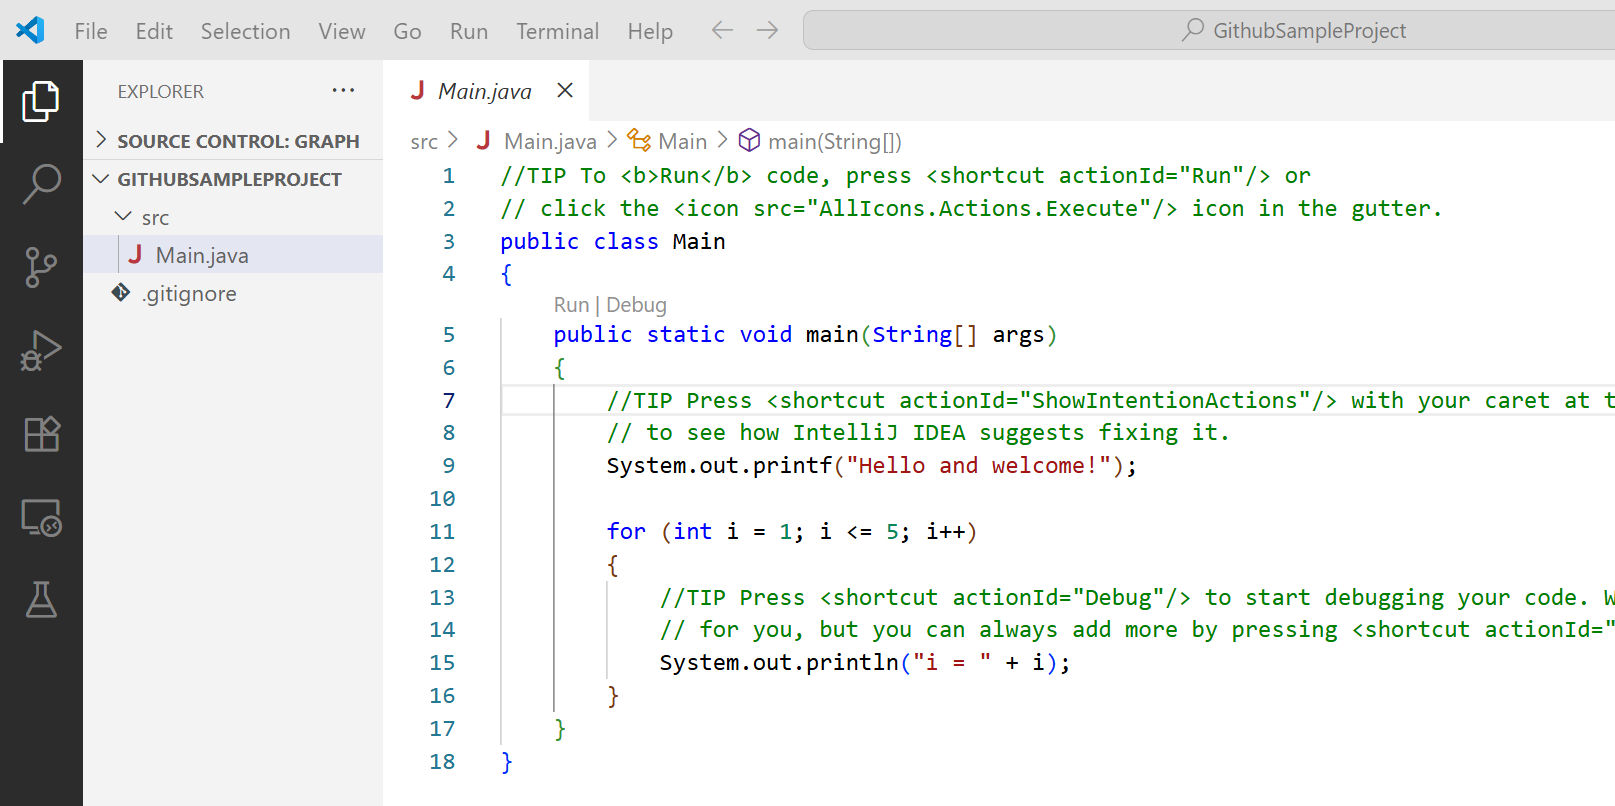 File Edit Selection View Go Run Terminal Help GithubSampleProject
EXPLORER ···
SOURCE CONTROL: GRAPH
GITHUBSAMPLEPROJECT
src
Main.java
.gitignore
Main.java
src > Main.java > Main > main(String[])
1 //TIP To <b>Run</b> code, press <shortcut actionId="Run"/> or
2 // click the <icon src="AllIcons.Actions.Execute"/> icon in the gutter.
3 public class Main
4 {
Run | Debug
5 public static void main(String[] args)
6 {
7 //TIP Press <shortcut actionId="ShowIntentionActions"/> with your caret at
8 // to see how IntelliJ IDEA suggests fixing it.
9 System.out.printf("Hello and welcome!");
10
11 for (int i = 1; i <= 5; i++)
12 {
13 //TIP Press <shortcut actionId="Debug"/> to start debugging your code.
14 // for you, but you can always add more by pressing <shortcut actionId="
15 System.out.println("i = " + i);
16 }
17 }
18 }